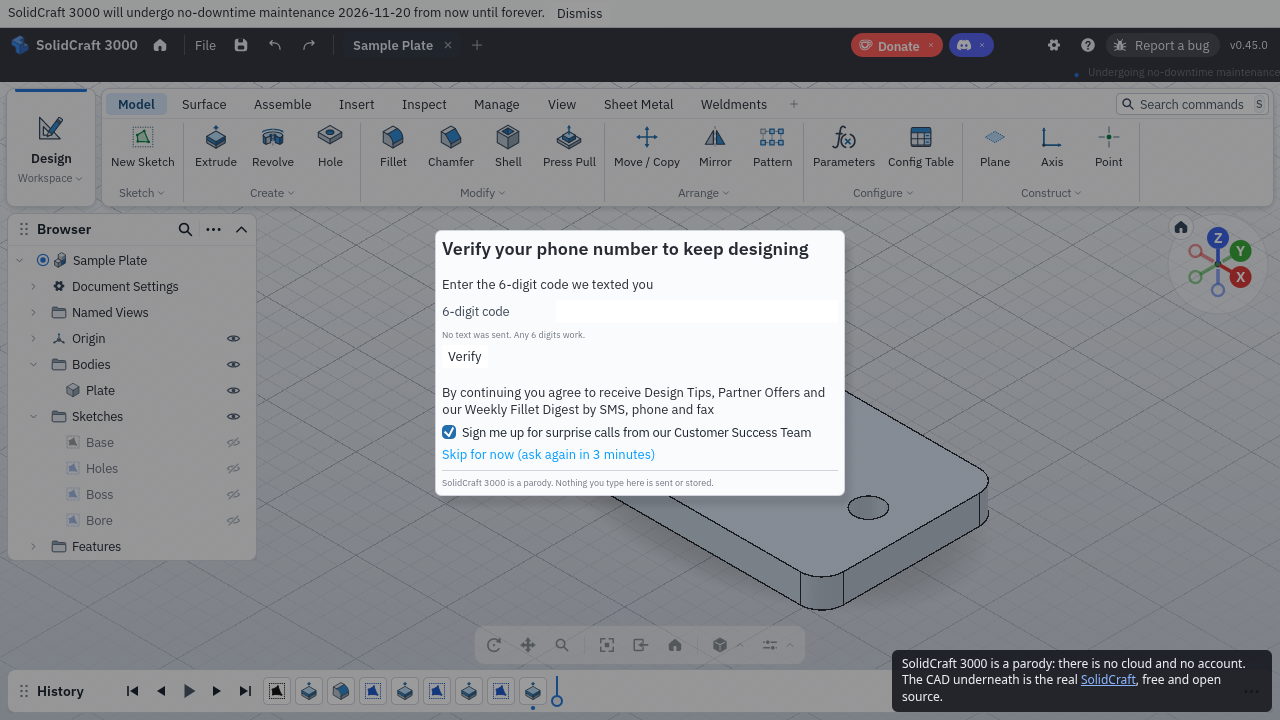 SolidCraft 3000 will undergo no-downtime maintenance 2026-11-20 from now until forever. Dismiss
SolidCraft 3000 File Sample Plate Donate Report a bug v0.45.0
Undergoing no-downtime maintenance
Model Surface Assemble Insert Inspect Manage View Sheet Metal Weldments Search commands S
Design
Workspace
New Sketch Extrude Revolve Hole Fillet Chamfer Shell Press Pull Move / Copy Mirror Pattern Parameters Config Table Plane Axis Point
Sketch Create Modify Arrange Configure Construct
Browser
Sample Plate
Document Settings
Named Views
Origin
Bodies
Plate
Sketches
Base
Holes
Boss
Bore
Features
Z
Y
X
Verify your phone number to keep designing
Enter the 6-digit code we texted you
6-digit code
No text was sent. Any 6 digits work.
Verify
By continuing you agree to receive Design Tips, Partner Offers and
our Weekly Fillet Digest by SMS, phone and fax
Sign me up for surprise calls from our Customer Success Team
Skip for now (ask again in 3 minutes)
SolidCraft 3000 is a parody. Nothing you type here is sent or stored.
History
SolidCraft 3000 is a parody: there is no cloud and no account.
The CAD underneath is the real SolidCraft, free and open
source.